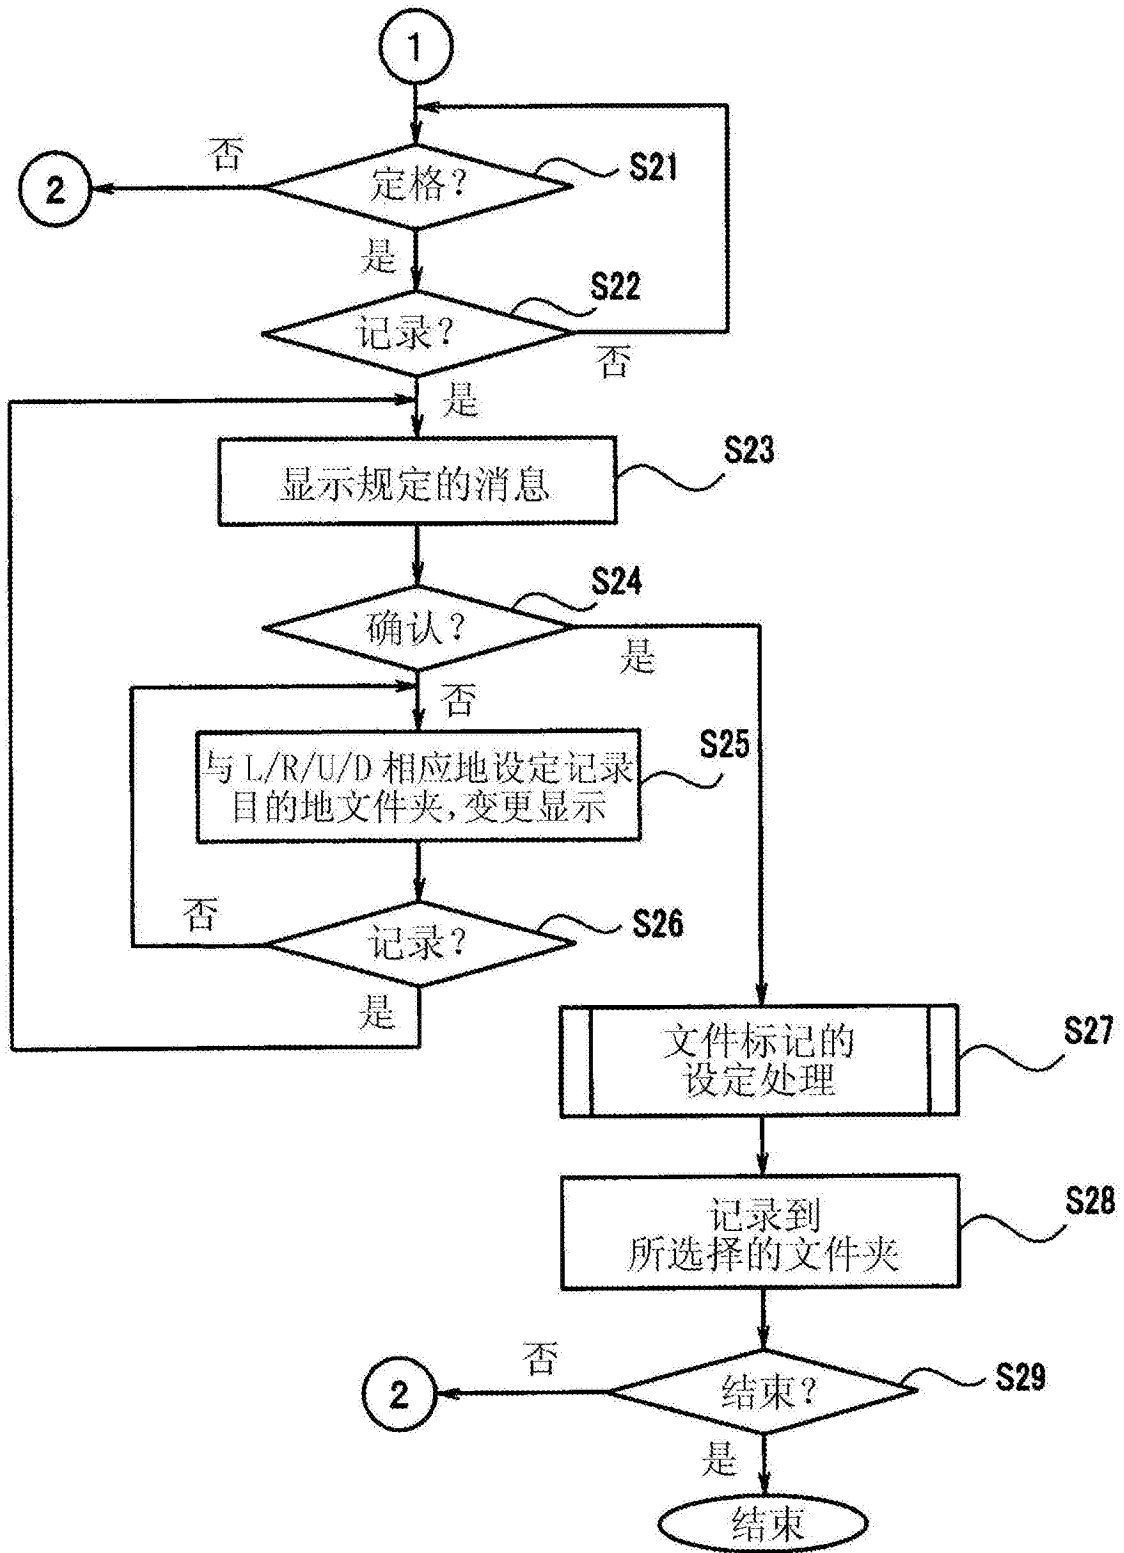 1
否
S21
2
定格？
是
S22
记录？
否
是
S23
显示规定的消息
S24
确认？
是
否
S25
与L/R/U/D相应地设定记录
目的地文件夹,变更显示
否
S26
记录？
是
S27
文件标记的
设定处理
S28
记录到
所选择的文件夹
否
S29
2
结束？
是
结束